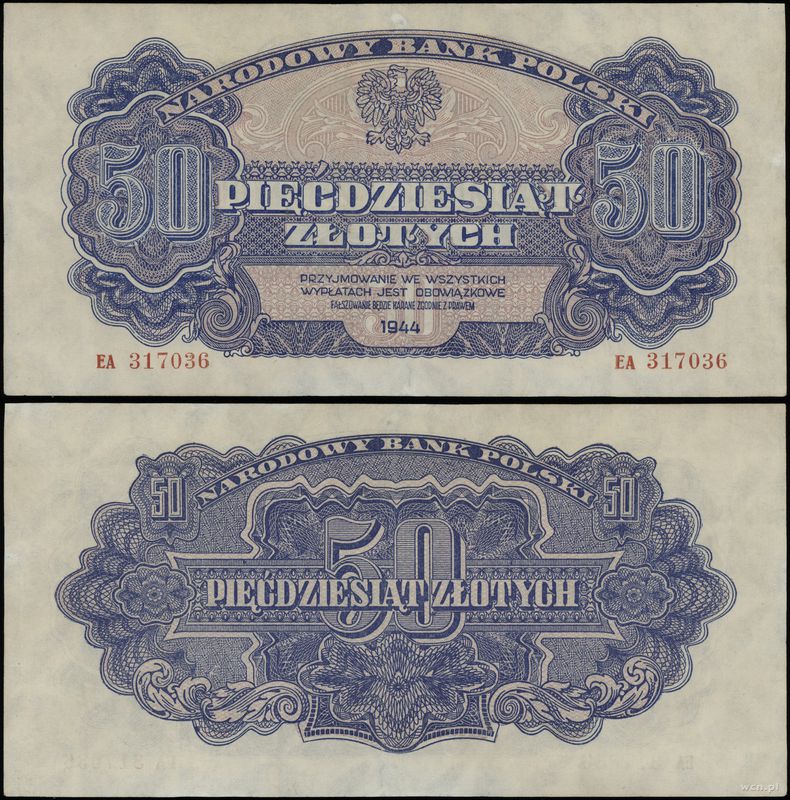 NARODOWY BANK POLSKI
50
50
PIĘĆDZIESIĄT
ZŁOTYCH
PRZYJMOWANIE WE WSZYSTKICH
WYPŁATACH JEST OBOWIĄZKOWE
FAŁSZOWANIE BĘDZIE KARANE ZGODNIE Z PRAWEM
50
1944
EA 317036
EA 317036
NARODOWY BANK POLSKI
50
50
50
PIĘĆDZIESIĄT ZŁOTYCH
wcn.pl